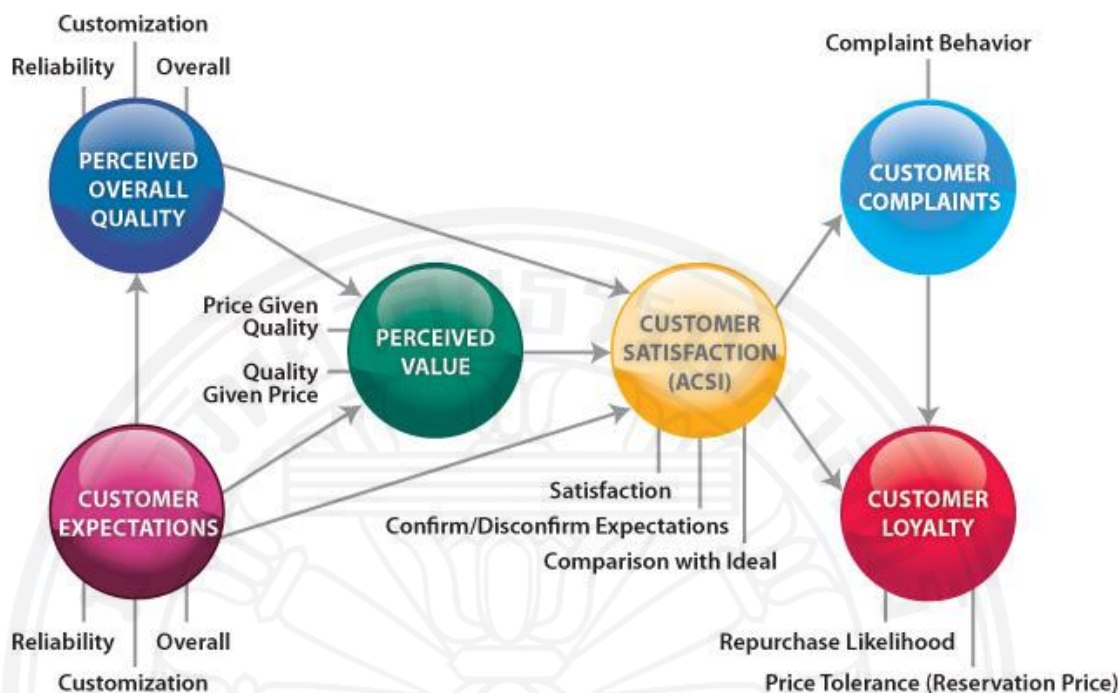 Customization
Reliability
Overall
PERCEIVED
OVERALL
QUALITY
Complaint Behavior
CUSTOMER
COMPLAINTS
Price Given
Quality
Quality
Given Price
PERCEIVED
VALUE
CUSTOMER
SATISFACTION
(ACSI)
Satisfaction
Confirm/Disconfirm Expectations
Comparison with Ideal
CUSTOMER
EXPECTATIONS
Reliability
Overall
Customization
CUSTOMER
LOYALTY
Repurchase Likelihood
Price Tolerance (Reservation Price)